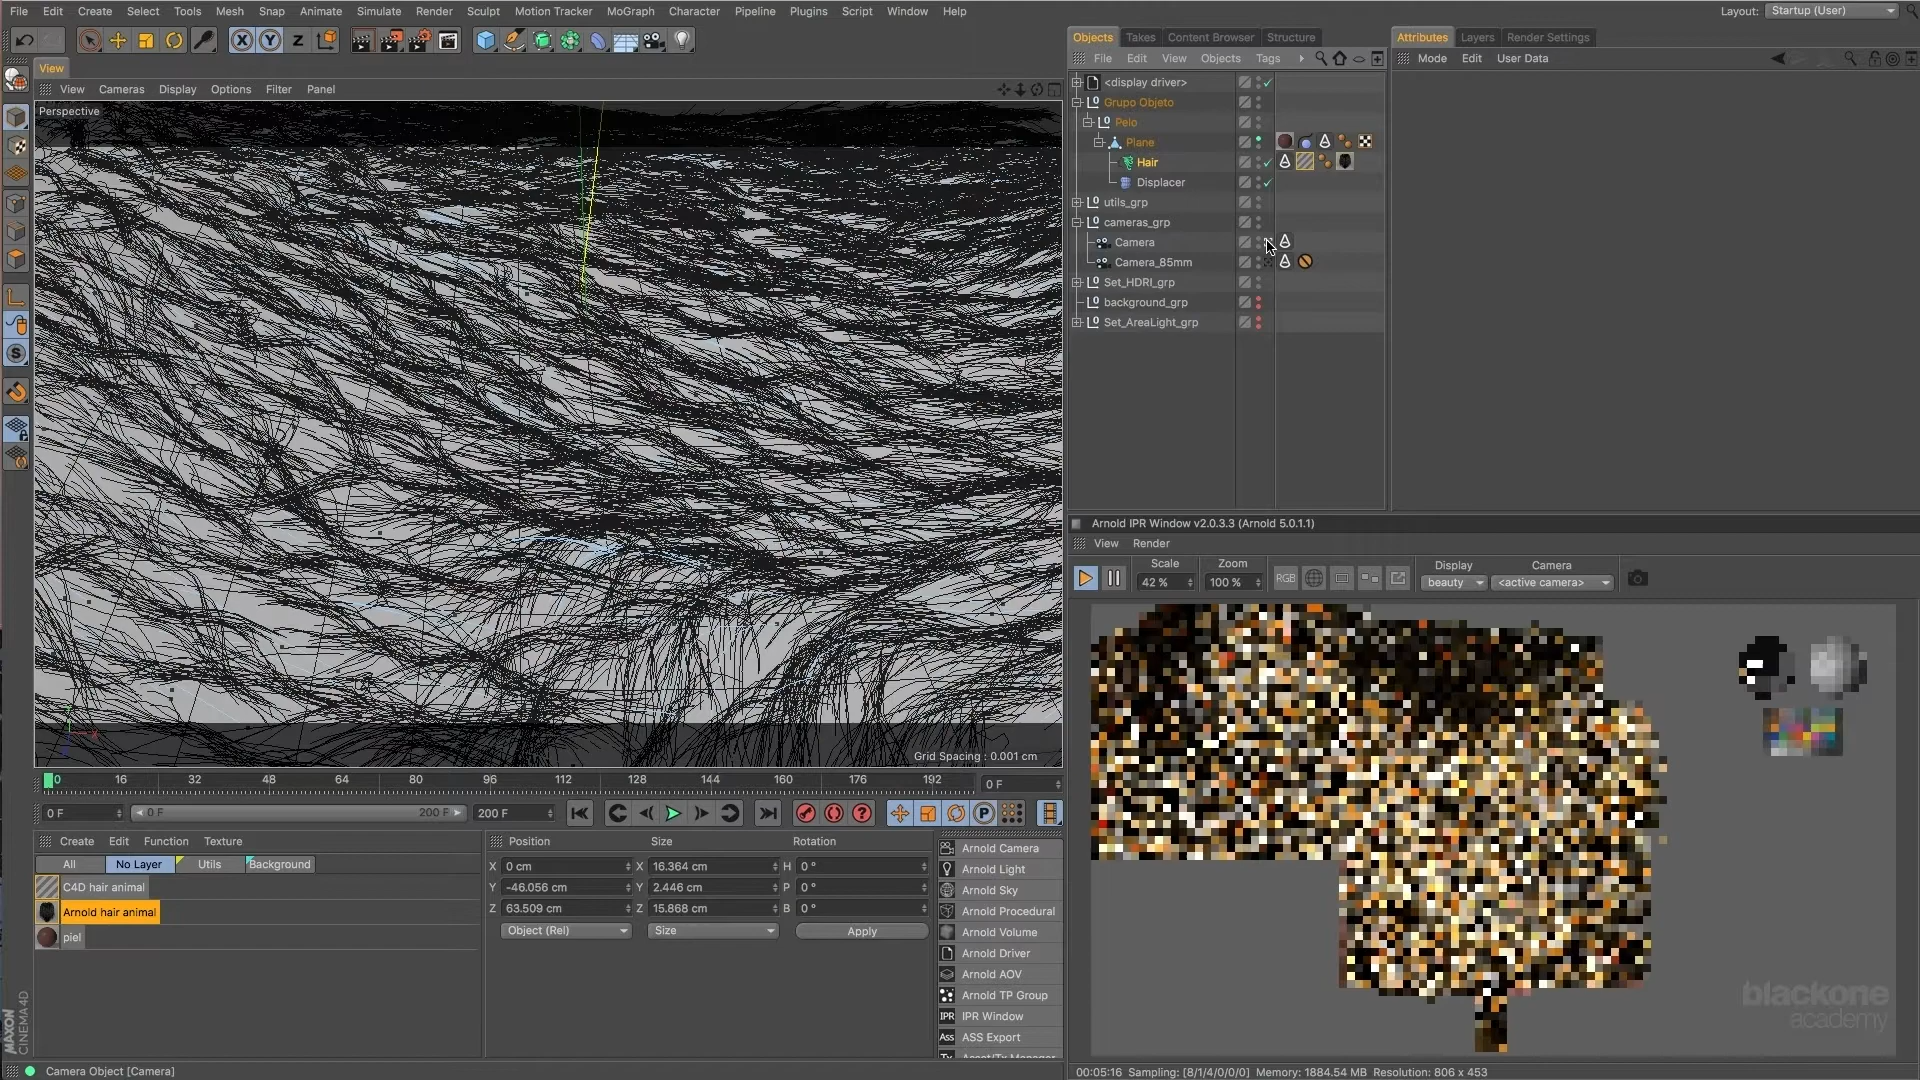 File Edit Create Select Tools Mesh Snap Animate Simulate Render Sculpt Motion Tracker MoGraph Character Pipeline Plugins Script Window Help
Layout: Startup (User)
Objects Takes Content Browser Structure
File Edit View Objects Tags
Attributes Layers Render Settings
Mode Edit User Data
View
View Cameras Display Options Filter Panel
Perspective
Grid Spacing : 0.001 cm
<display driver>
Grupo Objeto
Pelo
Plane
Hair
Displacer
utils_grp
cameras_grp
Camera
Camera_85mm
Set_HDRI_grp
background_grp
Set_AreaLight_grp
Arnold IPR Window v2.0.3.3 (Arnold 5.0.1.1)
View Render
Scale Zoom Display Camera
42 % 100 % RGB beauty <active camera>
0 16 32 48 64 80 96 112 128 144 160 176 192 0 F
0 F 0 F 200 F 200 F
Create Edit Function Texture
All No Layer Utils Background
C4D hair animal
Arnold hair animal
piel
Position Size Rotation
X 0 cm X 16.364 cm H 0 °
Y -46.056 cm Y 2.446 cm P 0 °
Z 63.509 cm Z 15.868 cm B 0 °
Object (Rel) Size Apply
Arnold Camera
Arnold Light
Arnold Sky
Arnold Procedural
Arnold Volume
Arnold Driver
Arnold AOV
Arnold TP Group
IPR IPR Window
Ass ASS Export
blackone
academy
MAXON
CINEMA 4D
Camera Object [Camera]
00:05:16 Sampling: [8/1/4/0/0/0] Memory: 1884.54 MB Resolution: 806 x 453